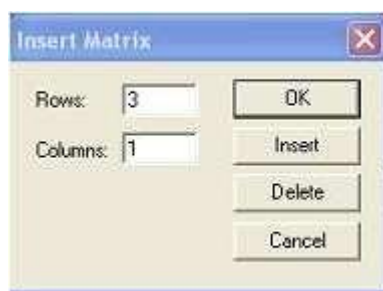 Insert Matrix
Rows: 3
OK
Columns: 1
Insert
Delete
Cancel